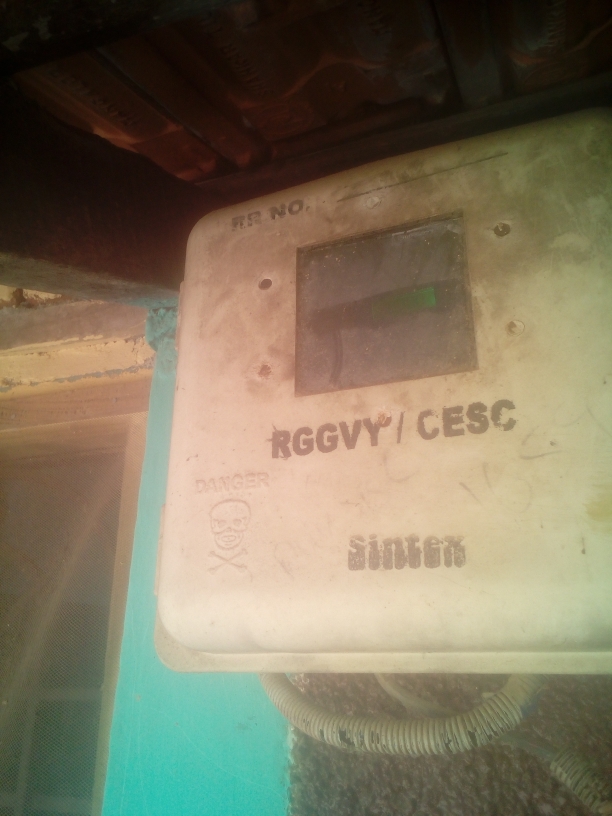 RR NO.
RGGVY / CESC
DANGER
Sintex